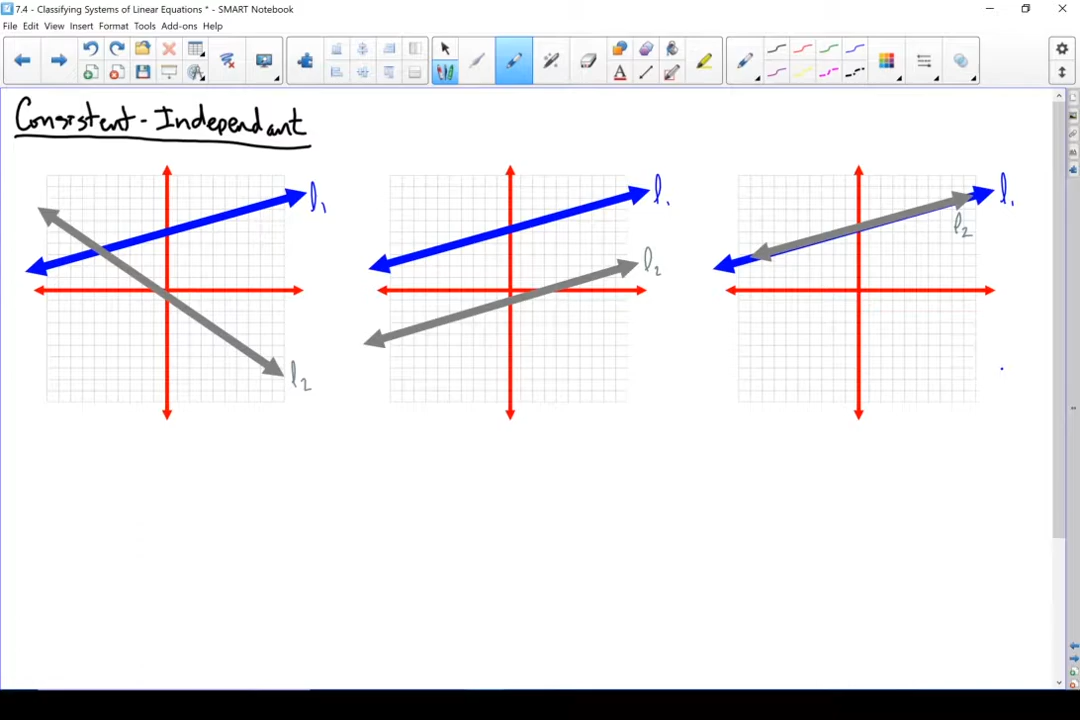 7.4 - Classifying Systems of Linear Equations * - SMART Notebook
File Edit View Insert Format Tools Add-ons Help
Consistent - Independant
l1
l2
l1
l2
l1
l2